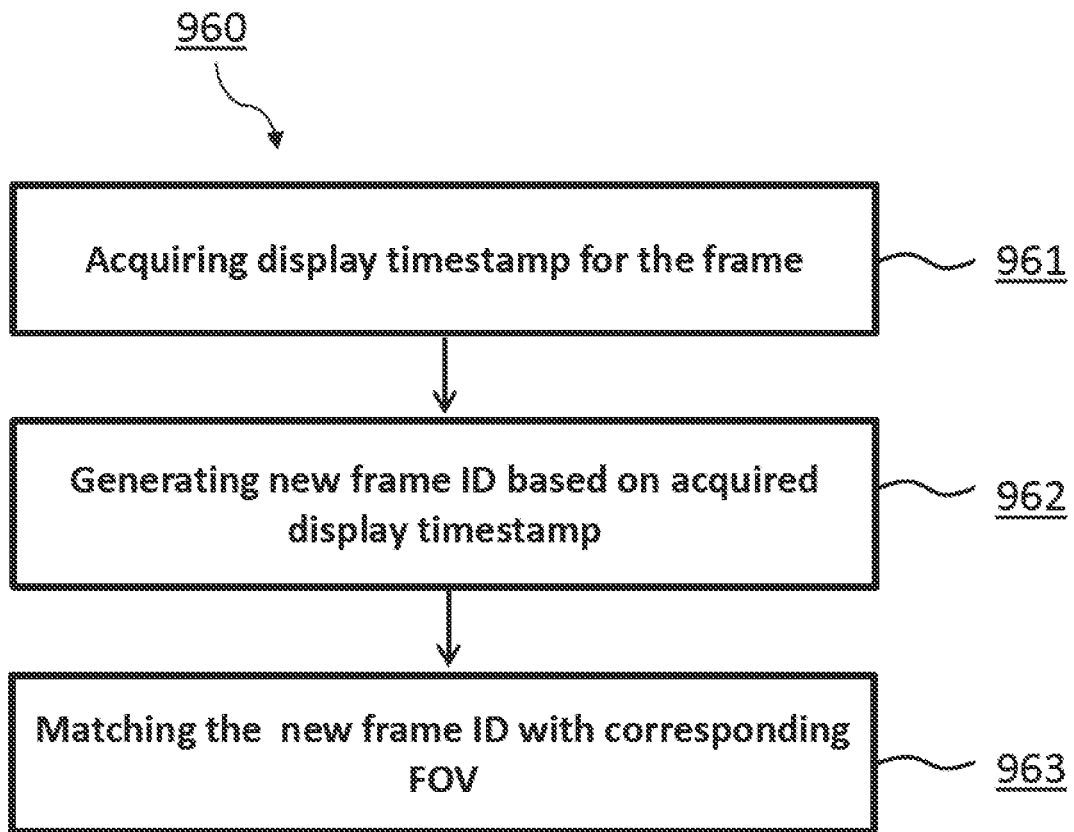 960
Acquiring display timestamp for the frame
961
Generating new frame ID based on acquired
display timestamp
962
Matching the new frame ID with corresponding
FOV
963